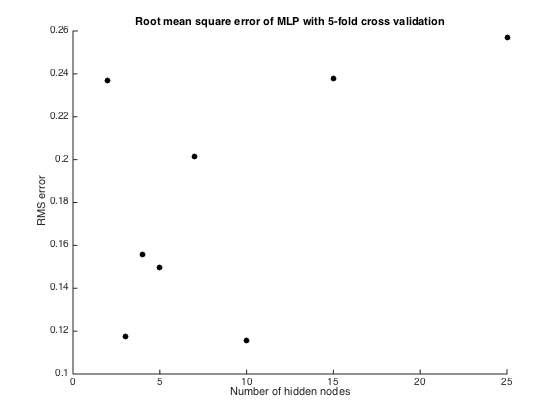 Root mean square error of MLP with 5-fold cross validation
0.26
0.24
0.22
0.2
0.18
0.16
0.14
0.12
0.1
RMS error
0 5 10 15 20 25
Number of hidden nodes